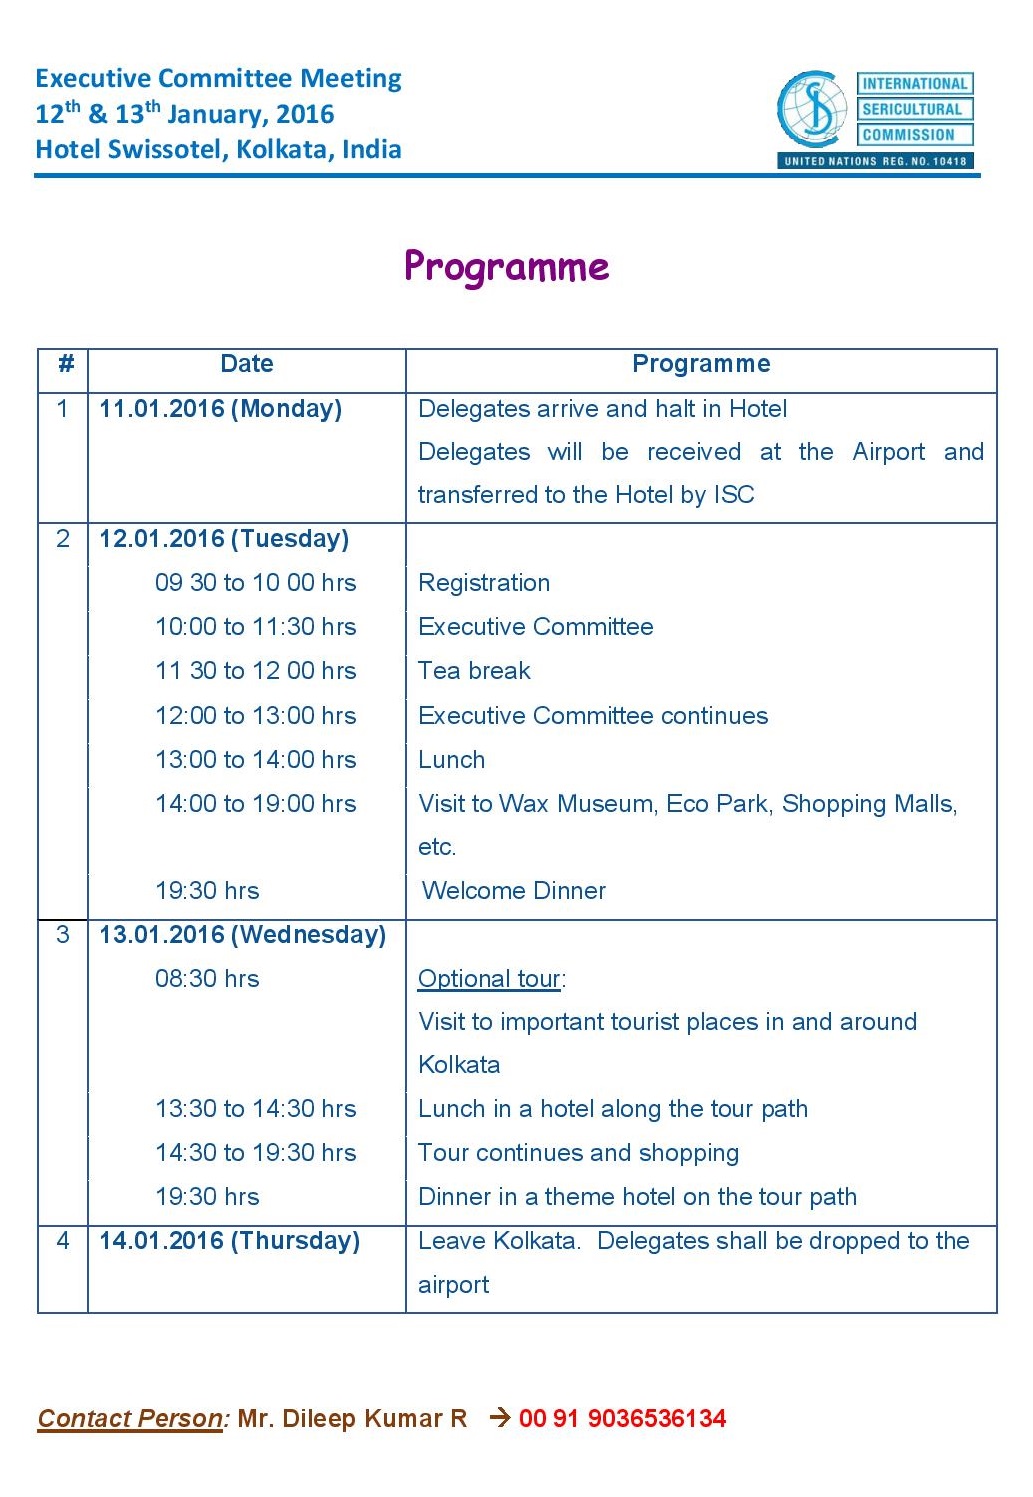 Executive Committee Meeting
12th & 13th January, 2016
Hotel Swissotel, Kolkata, India
INTERNATIONAL
SERICULTURAL
COMMISSION
UNITED NATIONS REG. NO. 10418
Programme
# Date Programme
1 11.01.2016 (Monday) Delegates arrive and halt in Hotel
Delegates will be received at the Airport and
transferred to the Hotel by ISC
2 12.01.2016 (Tuesday)
09 30 to 10 00 hrs Registration
10:00 to 11:30 hrs Executive Committee
11 30 to 12 00 hrs Tea break
12:00 to 13:00 hrs Executive Committee continues
13:00 to 14:00 hrs Lunch
14:00 to 19:00 hrs Visit to Wax Museum, Eco Park, Shopping Malls,
etc.
19:30 hrs Welcome Dinner
3 13.01.2016 (Wednesday)
08:30 hrs Optional tour:
Visit to important tourist places in and around
Kolkata
13:30 to 14:30 hrs Lunch in a hotel along the tour path
14:30 to 19:30 hrs Tour continues and shopping
19:30 hrs Dinner in a theme hotel on the tour path
4 14.01.2016 (Thursday) Leave Kolkata. Delegates shall be dropped to the
airport
Contact Person: Mr. Dileep Kumar R → 00 91 9036536134